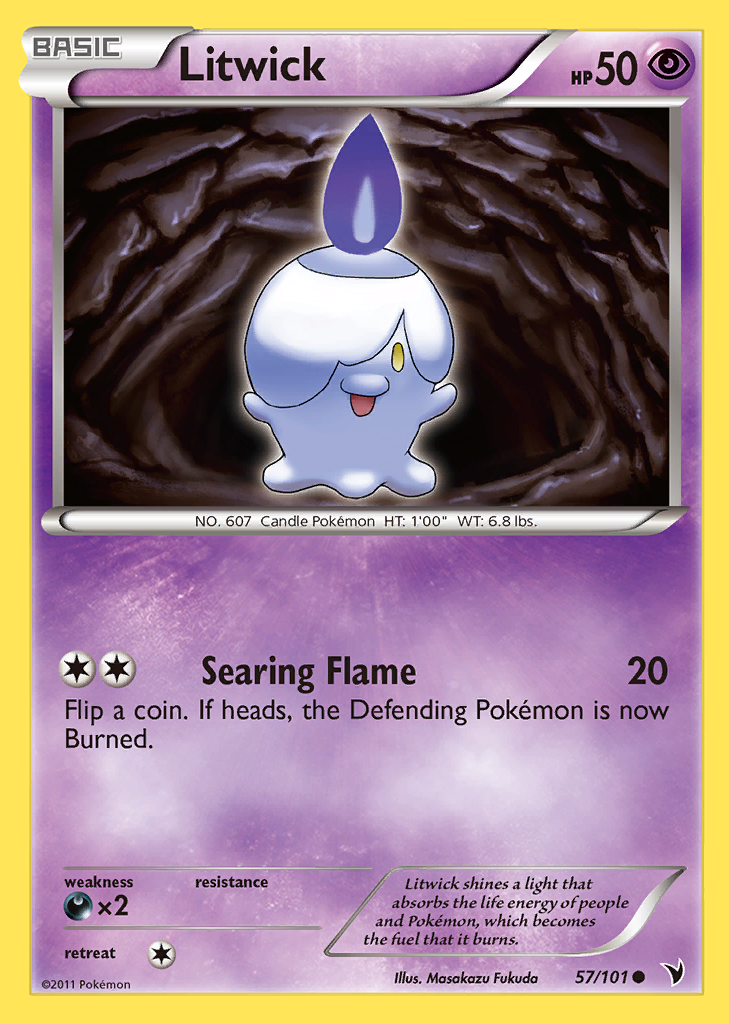 BASIC
Litwick
HP 50
NO. 607 Candle Pokémon HT: 1'00" WT: 6.8 lbs.
Searing Flame 20
Flip a coin. If heads, the Defending Pokémon is now
Burned.
weakness resistance
×2
retreat
Litwick shines a light that
absorbs the life energy of people
and Pokémon, which becomes
the fuel that it burns.
Illus. Masakazu Fukuda 57/101
©2011 Pokémon